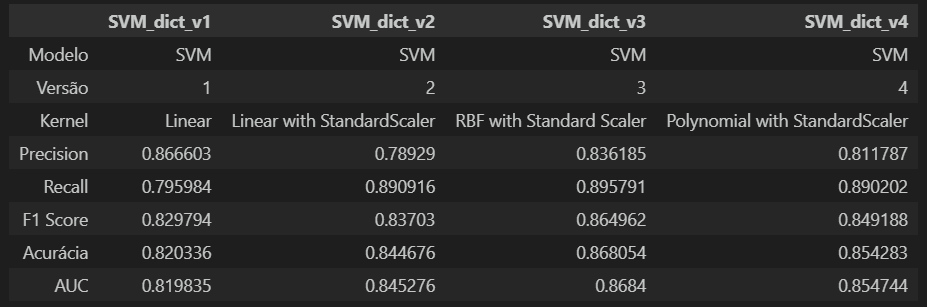 SVM_dict_v1 SVM_dict_v2 SVM_dict_v3 SVM_dict_v4
Modelo SVM SVM SVM SVM
Versão 1 2 3 4
Kernel Linear Linear with StandardScaler RBF with Standard Scaler Polynomial with StandardScaler
Precision 0.866603 0.78929 0.836185 0.811787
Recall 0.795984 0.890916 0.895791 0.890202
F1 Score 0.829794 0.83703 0.864962 0.849188
Acurácia 0.820336 0.844676 0.868054 0.854283
AUC 0.819835 0.845276 0.8684 0.854744